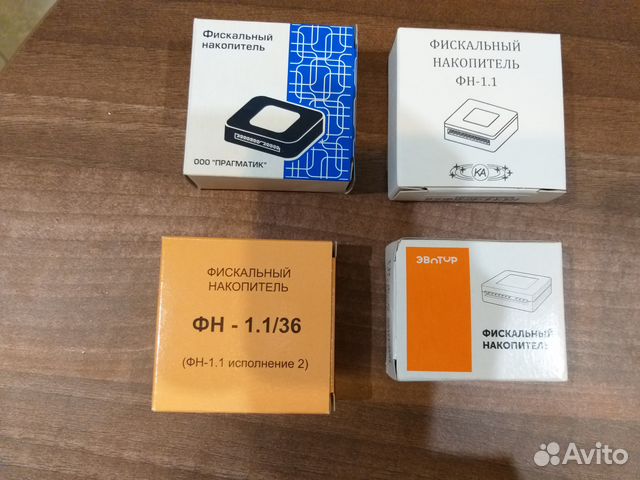 Фискальный
накопитель
ООО "ПРАГМАТИК"
ФИСКАЛЬНЫЙ
НАКОПИТЕЛЬ
ФН-1.1
КА
ФИСКАЛЬНЫЙ
НАКОПИТЕЛЬ
ФН - 1.1/36
(ФН-1.1 исполнение 2)
ЭВОТОР
ФИСКАЛЬНЫЙ
НАКОПИТЕЛЬ
Avito